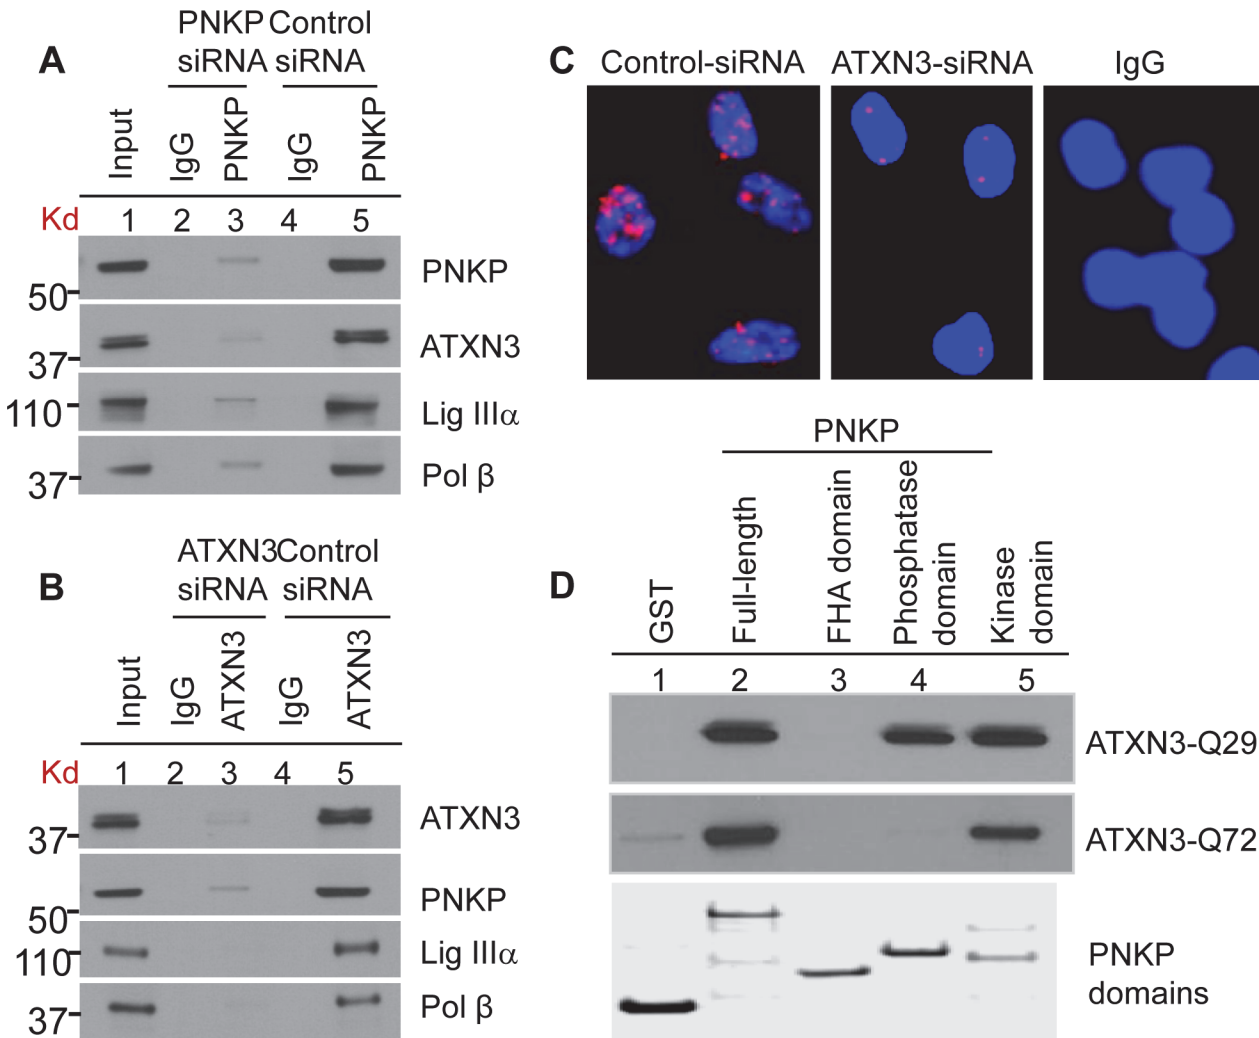 A
PNKP Control
siRNA siRNA
Input
IgG
PNKP
IgG
PNKP
Kd 1 2 3 4 5
PNKP
50
ATXN3
37
110
Lig IIIα
Pol β
37
B
ATXN3 Control
siRNA siRNA
Input
IgG
ATXN3
IgG
ATXN3
Kd 1 2 3 4 5
ATXN3
37
PNKP
50
Lig IIIα
110
Pol β
37
C
Control-siRNA ATXN3-siRNA IgG
D
PNKP
GST
Full-length
FHA domain
Phosphatase
domain
Kinase
domain
1 2 3 4 5
ATXN3-Q29
ATXN3-Q72
PNKP
domains